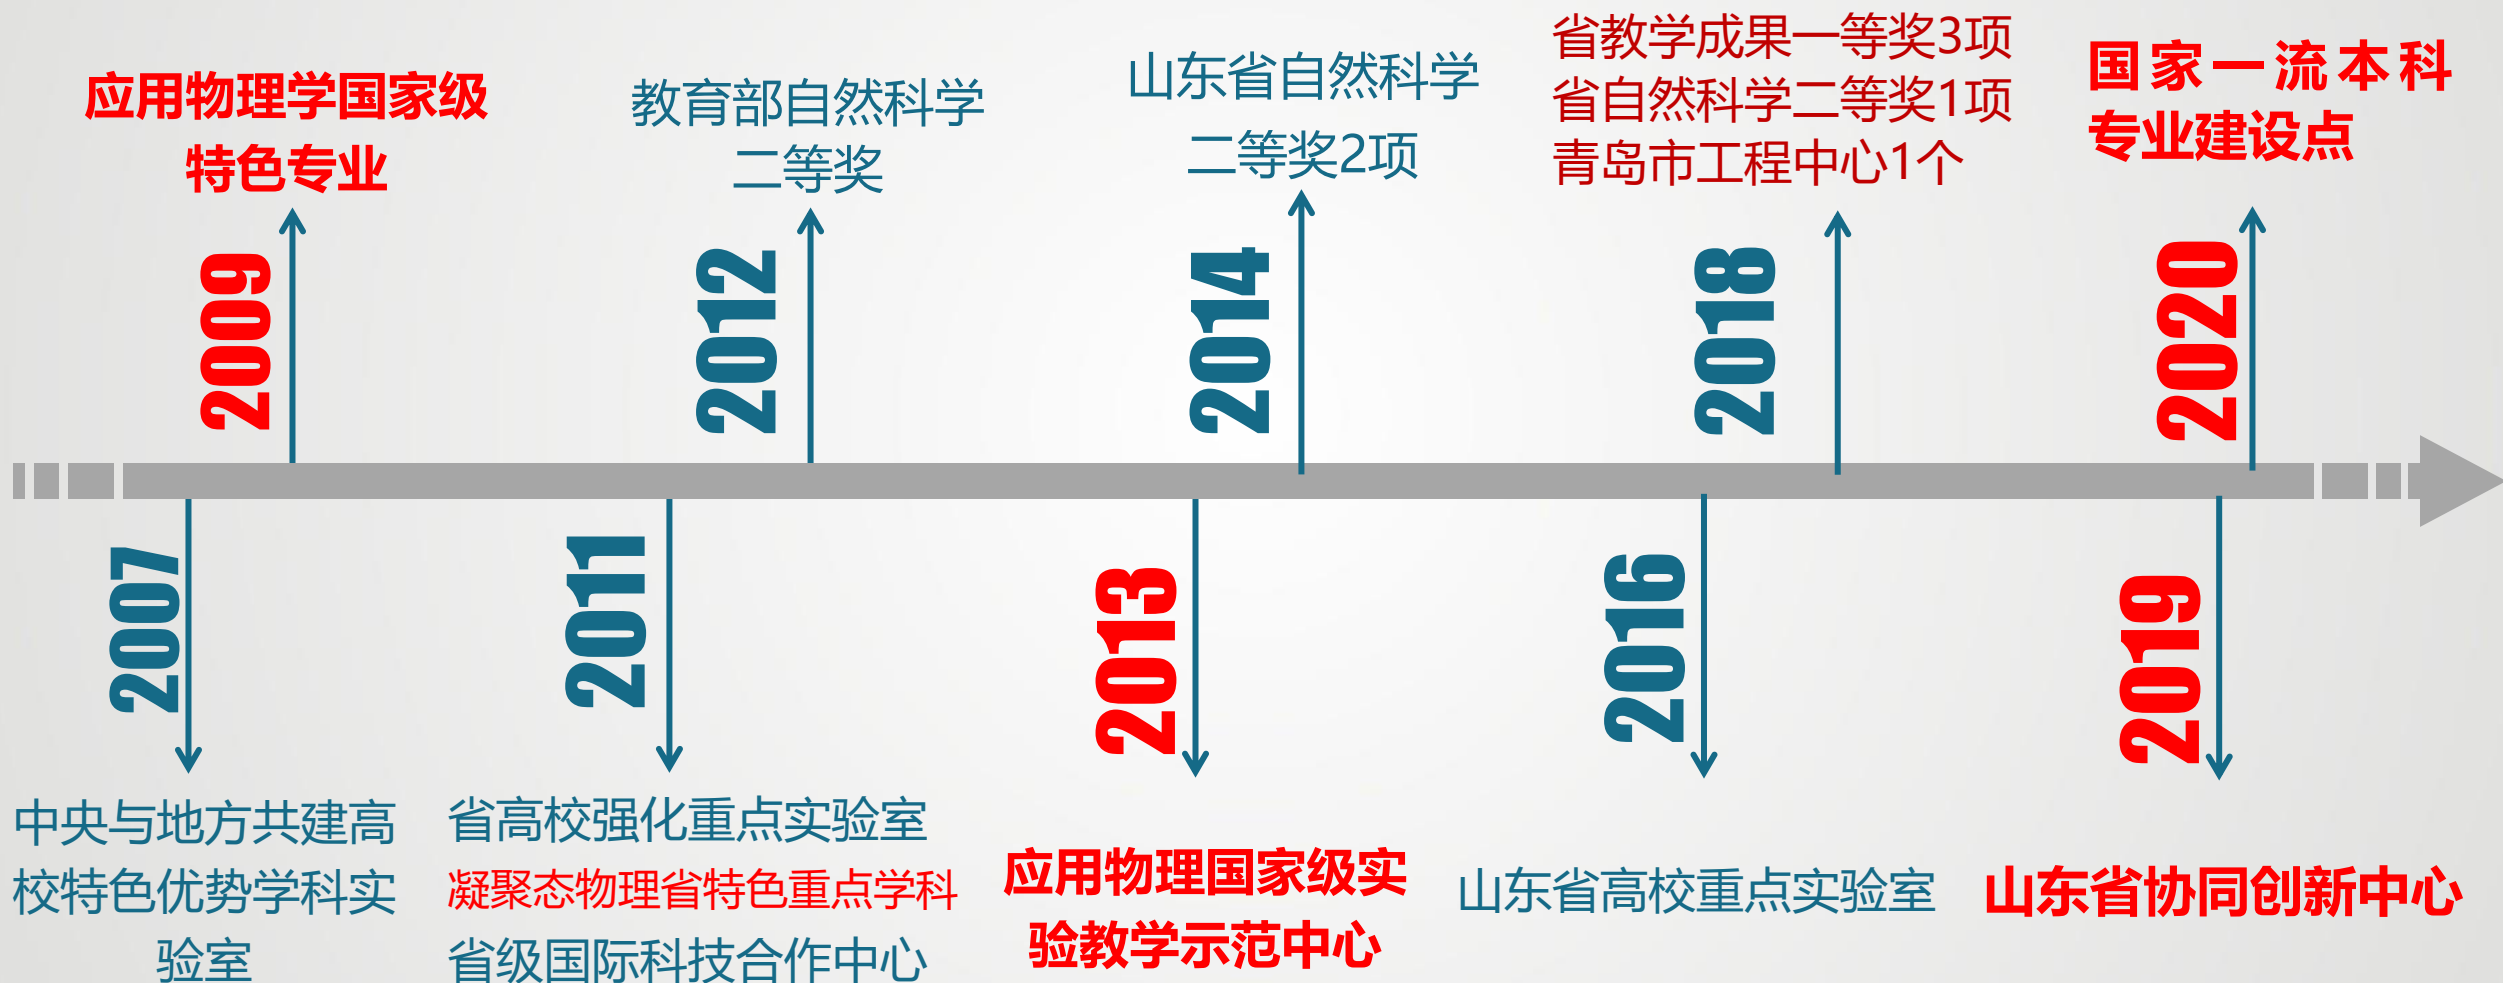 应用物理学国家级
特色专业
2009
教育部自然科学
二等奖
2012
山东省自然科学
二等奖2项
2014
省教学成果一等奖3项
省自然科学二等奖1项
青岛市工程中心1个
2018
国家一流本科
专业建设点
2020
2007
中央与地方共建高
校特色优势学科实
验室
2011
省高校强化重点实验室
凝聚态物理省特色重点学科
省级国际科技合作中心
2013
应用物理国家级实
验教学示范中心
2016
山东省高校重点实验室
2019
山东省协同创新中心